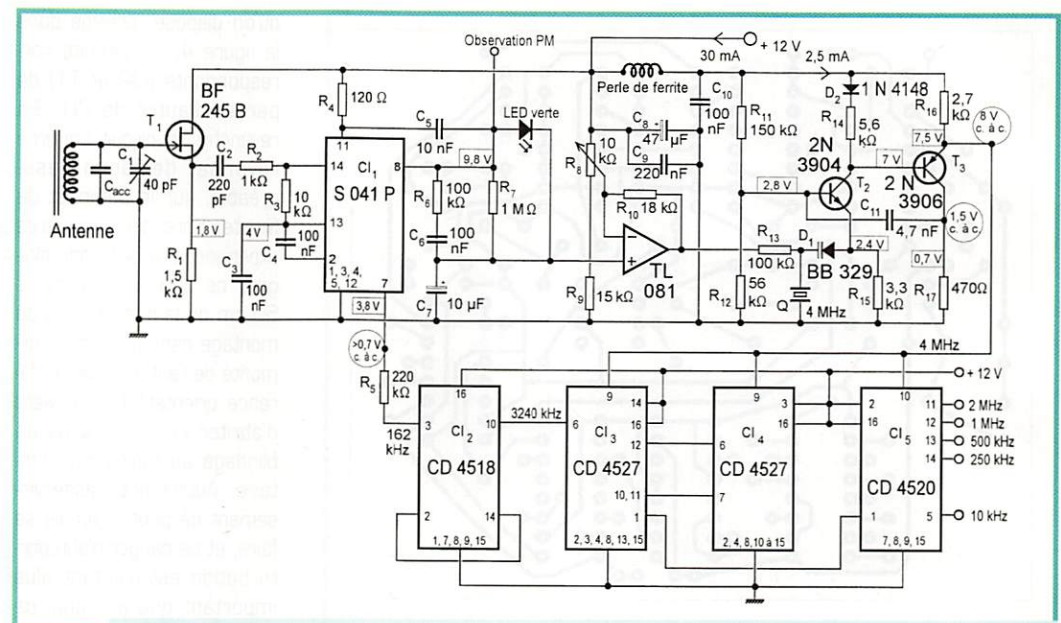 Observation PM
+ 12 V
30 mA
2,5 mA
BF
245 B
T1
R4
120 Ω
C5
10 nF
LED verte
Perle de ferrite
C10
100
nF
R11
150 kΩ
D2
1 N 4148
R14
5,6
kΩ
R16
2,7
kΩ
8 V
c. à c.
7,5 V
C1
Cacc
40 pF
Antenne
C2
220
pF
R2
1kΩ
R3
10
kΩ
11
14
CI1
S 041 P
8
13
2
1, 3, 4,
5, 12
7
9,8 V
100
kΩ
R6
C6
100
nF
R7
1 MΩ
C8
47 µF
C9
220 nF
R8
10
kΩ
R10 18 kΩ
2N
3904
7 V
T2
T3
2 N
3906
2,8 V
C11
4,7 nF
1,5 V
c. à c.
1,8 V
4 V
R1
1,5
kΩ
C4
100
nF
C3
100
nF
C7
10 µF
3,8 V
R9
15 kΩ
TL
081
R13
100 kΩ
D1
BB 329
2,4 V
0,7 V
R12
56
kΩ
Q
4 MHz
R15
3,3
kΩ
R17
470Ω
>0,7 V
c. à c.
R5
220
kΩ
162
kHz
4 MHz
+ 12 V
16
3
CI2
10
CD 4518
2
14
1, 7, 8, 9, 15
3240 kHz
9
14
16
6
CI3
CD 4527
12
10, 11
1
2, 3, 4, 8, 13, 15
9
3
16
CI4
6
7
CD 4527
2, 4, 8,10 à 15
10
2
16
CI5
CD 4520
1
7, 8, 9, 15
11
2 MHz
12
1 MHz
13
500 kHz
14
250 kHz
5
10 kHz